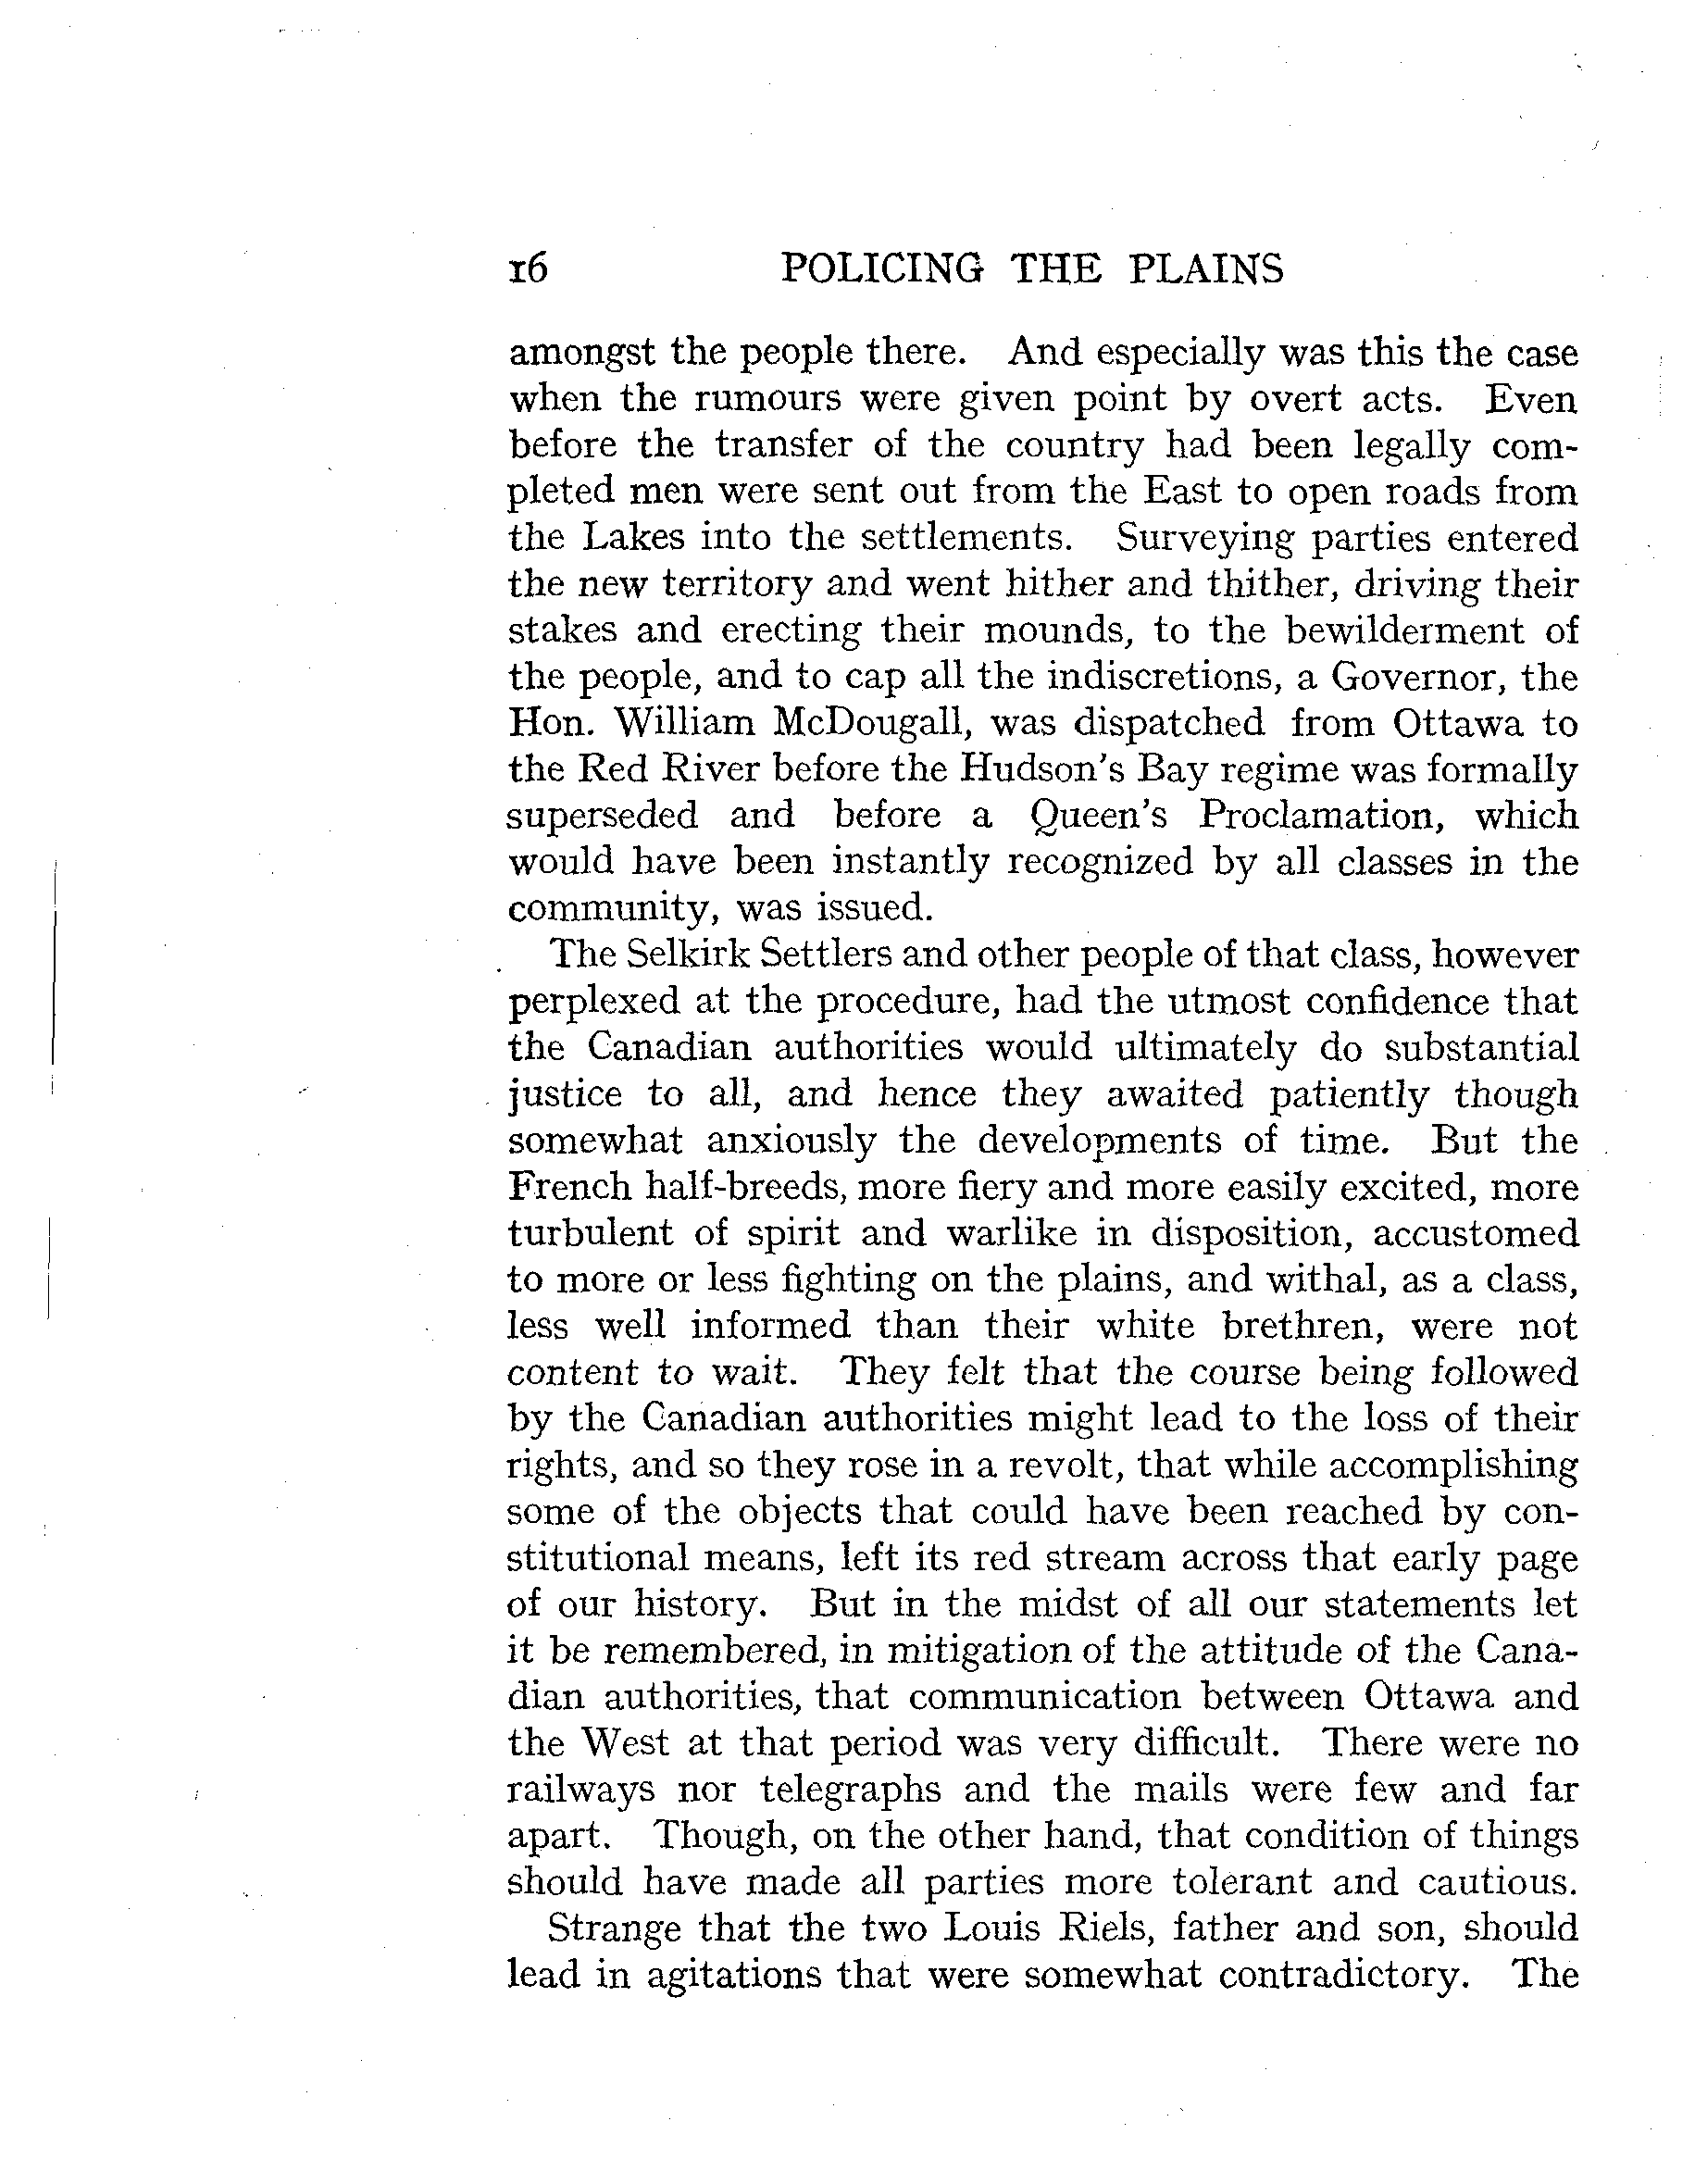 16 POLICING THE PLAINS
amongst the people there. And especially was this the case
when the rumours were given point by overt acts. Even
before the transfer of the country had been legally com-
pleted men were sent out from the East to open roads from
the Lakes into the settlements. Surveying parties entered
the new territory and went hither and thither, driving their
stakes and erecting their mounds, to the bewilderment of
the people, and to cap all the indiscretions, a Governor, the
Hon. William McDougall, was dispatched from Ottawa to
the Red River before the Hudson's Bay regime was formally
superseded and before a Queen's Proclamation, which
would have been instantly recognized by all classes in the
community, was issued.
The Selkirk Settlers and other people of that class, however
perplexed at the procedure, had the utmost confidence that
the Canadian authorities would ultimately do substantial
justice to all, and hence they awaited patiently though
somewhat anxiously the developments of time. But the
French half-breeds, more fiery and more easily excited, more
turbulent of spirit and warlike in disposition, accustomed
to more or less fighting on the plains, and withal, as a class,
less well informed than their white brethren, were not
content to wait. They felt that the course being followed
by the Canadian authorities might lead to the loss of their
rights, and so they rose in a revolt, that while accomplishing
some of the objects that could have been reached by con-
stitutional means, left its red stream across that early page
of our history. But in the midst of all our statements let
it be remembered, in mitigation of the attitude of the Cana-
dian authorities, that communication between Ottawa and
the West at that period was very difficult. There were no
railways nor telegraphs and the mails were few and far
apart. Though, on the other hand, that condition of things
should have made all parties more tolerant and cautious.
Strange that the two Louis Riels, father and son, should
lead in agitations that were somewhat contradictory. The